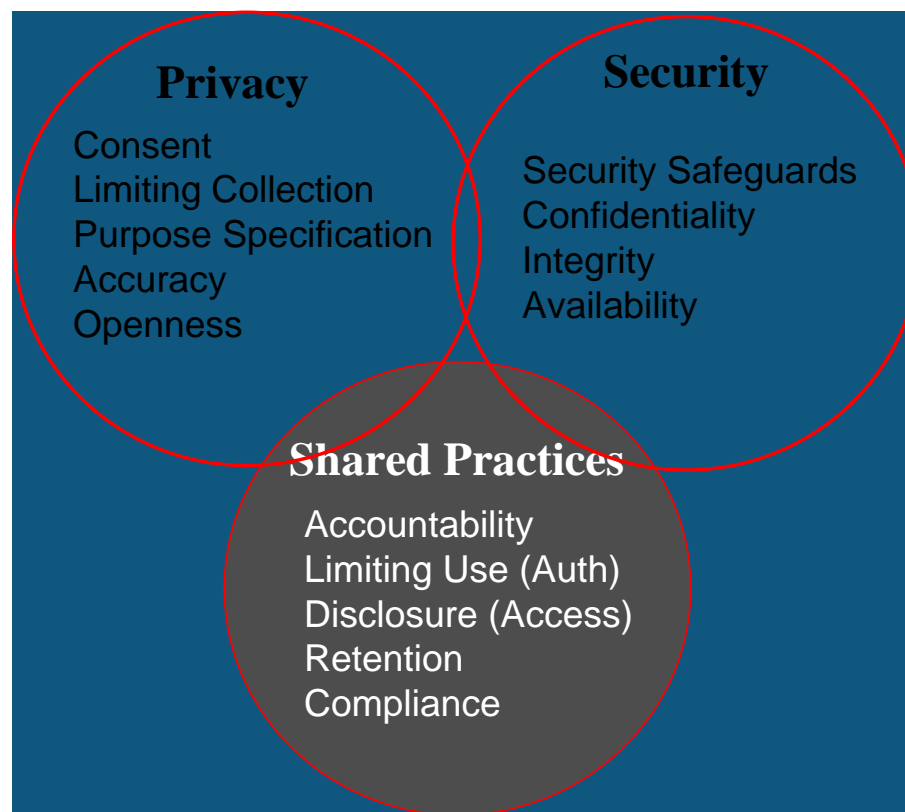 Privacy
Consent
Limiting Collection
Purpose Specification
Accuracy
Openness
Security
Security Safeguards
Confidentiality
Integrity
Availability
Shared Practices
Accountability
Limiting Use (Auth)
Disclosure (Access)
Retention
Compliance